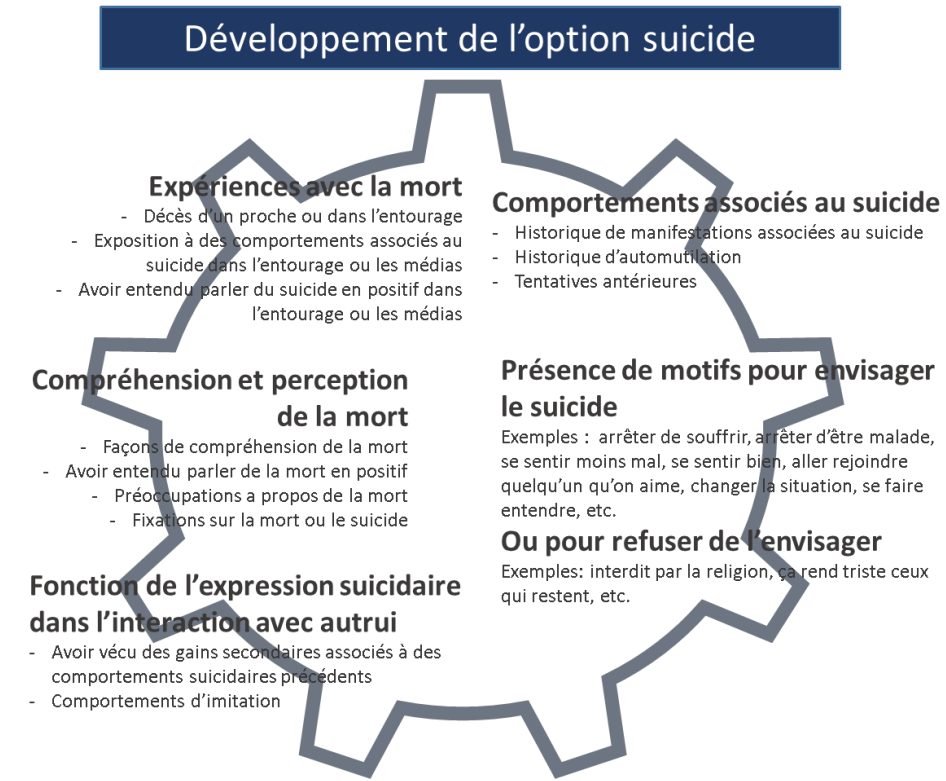 Développement de l’option suicide
Expériences avec la mort
- Décès d’un proche ou dans l’entourage
- Exposition à des comportements associés au
suicide dans l’entourage ou les médias
- Avoir entendu parler du suicide en positif dans
l’entourage ou les médias
Compréhension et perception
de la mort
- Façons de compréhension de la mort
- Avoir entendu parler de la mort en positif
- Préoccupations a propos de la mort
- Fixations sur la mort ou le suicide
Fonction de l’expression suicidaire
dans l’interaction avec autrui
- Avoir vécu des gains secondaires associés à des
comportements suicidaires précédents
- Comportements d’imitation
Comportements associés au suicide
- Historique de manifestations associées au suicide
- Historique d’automutilation
- Tentatives antérieures
Présence de motifs pour envisager
le suicide
Exemples : arrêter de souffrir, arrêter d’être malade,
se sentir moins mal, se sentir bien, aller rejoindre
quelqu’un qu’on aime, changer la situation, se faire
entendre, etc.
Ou pour refuser de l’envisager
Exemples: interdit par la religion, ça rend triste ceux
qui restent, etc.